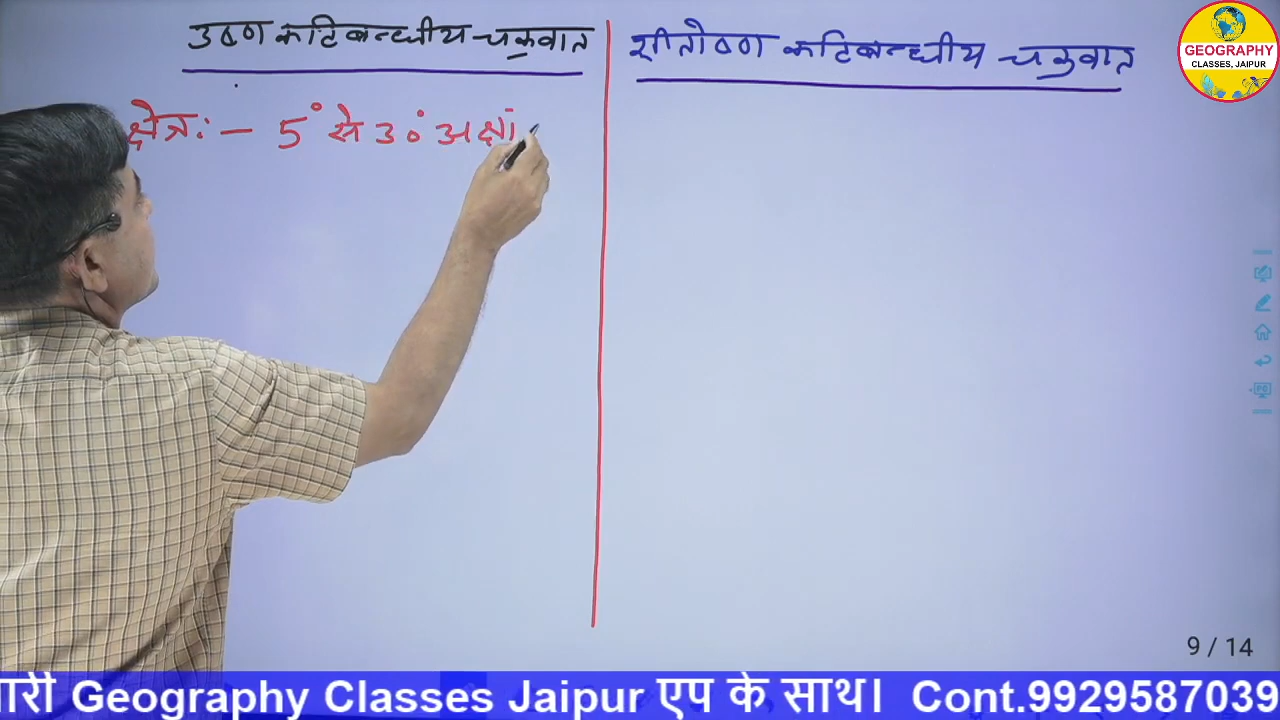 उष्ण कटिबन्धीय चक्रवात
शीतोष्ण कटिबन्धीय चक्रवात
क्षेत्र:- 5° से 30° अक्षां
GEOGRAPHY
CLASSES, JAIPUR
9 / 14
Geography Classes Jaipur एप के साथ। Cont.9929587039